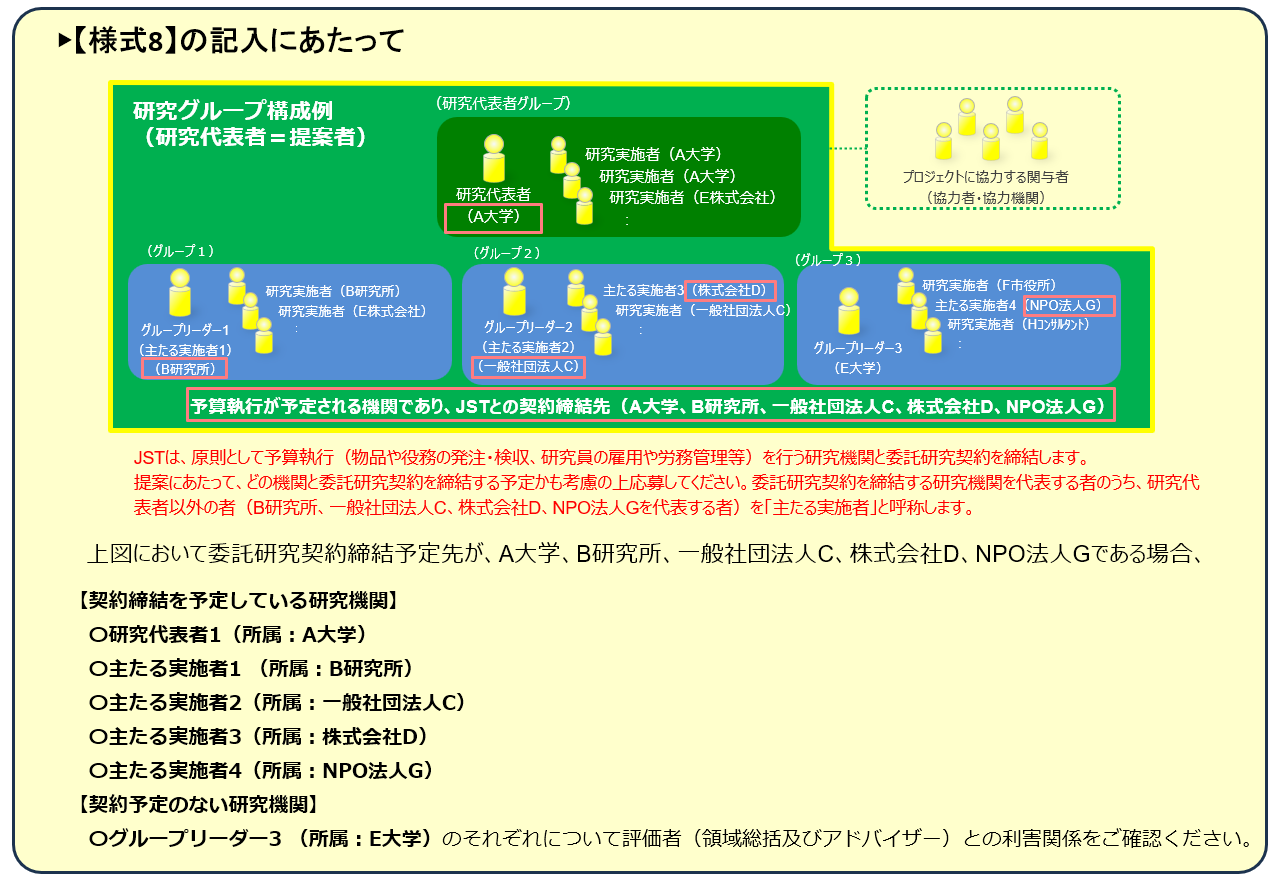 ▶【様式8】の記入にあたって
研究グループ構成例
（研究代表者＝提案者）
（研究代表者グループ）
研究代表者
（A大学）
研究実施者（A大学）
研究実施者（A大学）
研究実施者（E株式会社）
:
プロジェクトに協力する関与者
（協力者・協力機関）
（グループ１）
グループリーダー1
（主たる実施者1）
（B研究所）
研究実施者（B研究所）
研究実施者（E株式会社）
:
（グループ２）
グループリーダー2
（主たる実施者2）
（一般社団法人C）
主たる実施者3（株式会社D）
研究実施者（一般社団法人C）
:
（グループ３）
グループリーダー3
（E大学）
研究実施者（F市役所）
主たる実施者4（NPO法人G）
研究実施者（Hｺﾝｻﾙﾀﾝﾄ）
:
予算執行が予定される機関であり、JSTとの契約締結先（A大学、B研究所、一般社団法人C、株式会社D、NPO法人G）
JSTは、原則として予算執行（物品や役務の発注・検収、研究員の雇用や労務管理等）を行う研究機関と委託研究契約を締結します。
提案にあたって、どの機関と委託研究契約を締結する予定かも考慮の上応募してください。委託研究契約を締結する研究機関を代表する者のうち、研究代
表者以外の者（B研究所、一般社団法人C、株式会社D、NPO法人Gを代表する者）を「主たる実施者」と呼称します。
上図において委託研究契約締結予定先が、A大学、B研究所、一般社団法人C、株式会社D、NPO法人Gである場合、
【契約締結を予定している研究機関】
〇研究代表者1（所属：A大学）
〇主たる実施者1 （所属：B研究所）
〇主たる実施者2（所属：一般社団法人C）
〇主たる実施者3（所属：株式会社D）
〇主たる実施者4（所属：NPO法人G）
【契約予定のない研究機関】
〇グループリーダー3 （所属：E大学）のそれぞれについて評価者（領域総括及びアドバイザー）との利害関係をご確認ください。